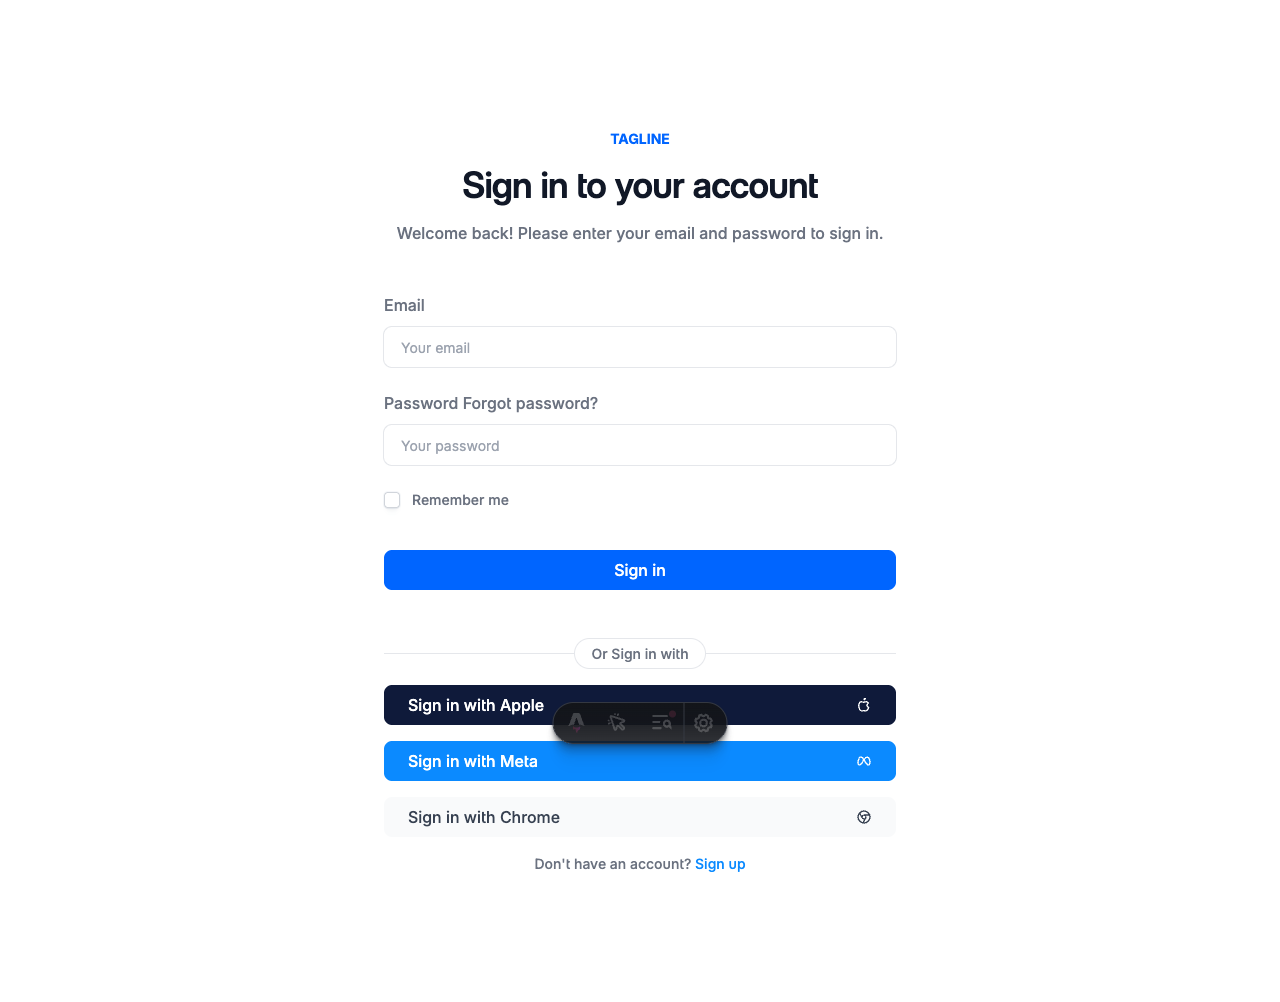 TAGLINE
Sign in to your account
Welcome back! Please enter your email and password to sign in.
Email
Your email
Password Forgot password?
Your password
Remember me
Sign in
Or Sign in with
Sign in with Apple
Sign in with Meta
Sign in with Chrome
Don't have an account? Sign up